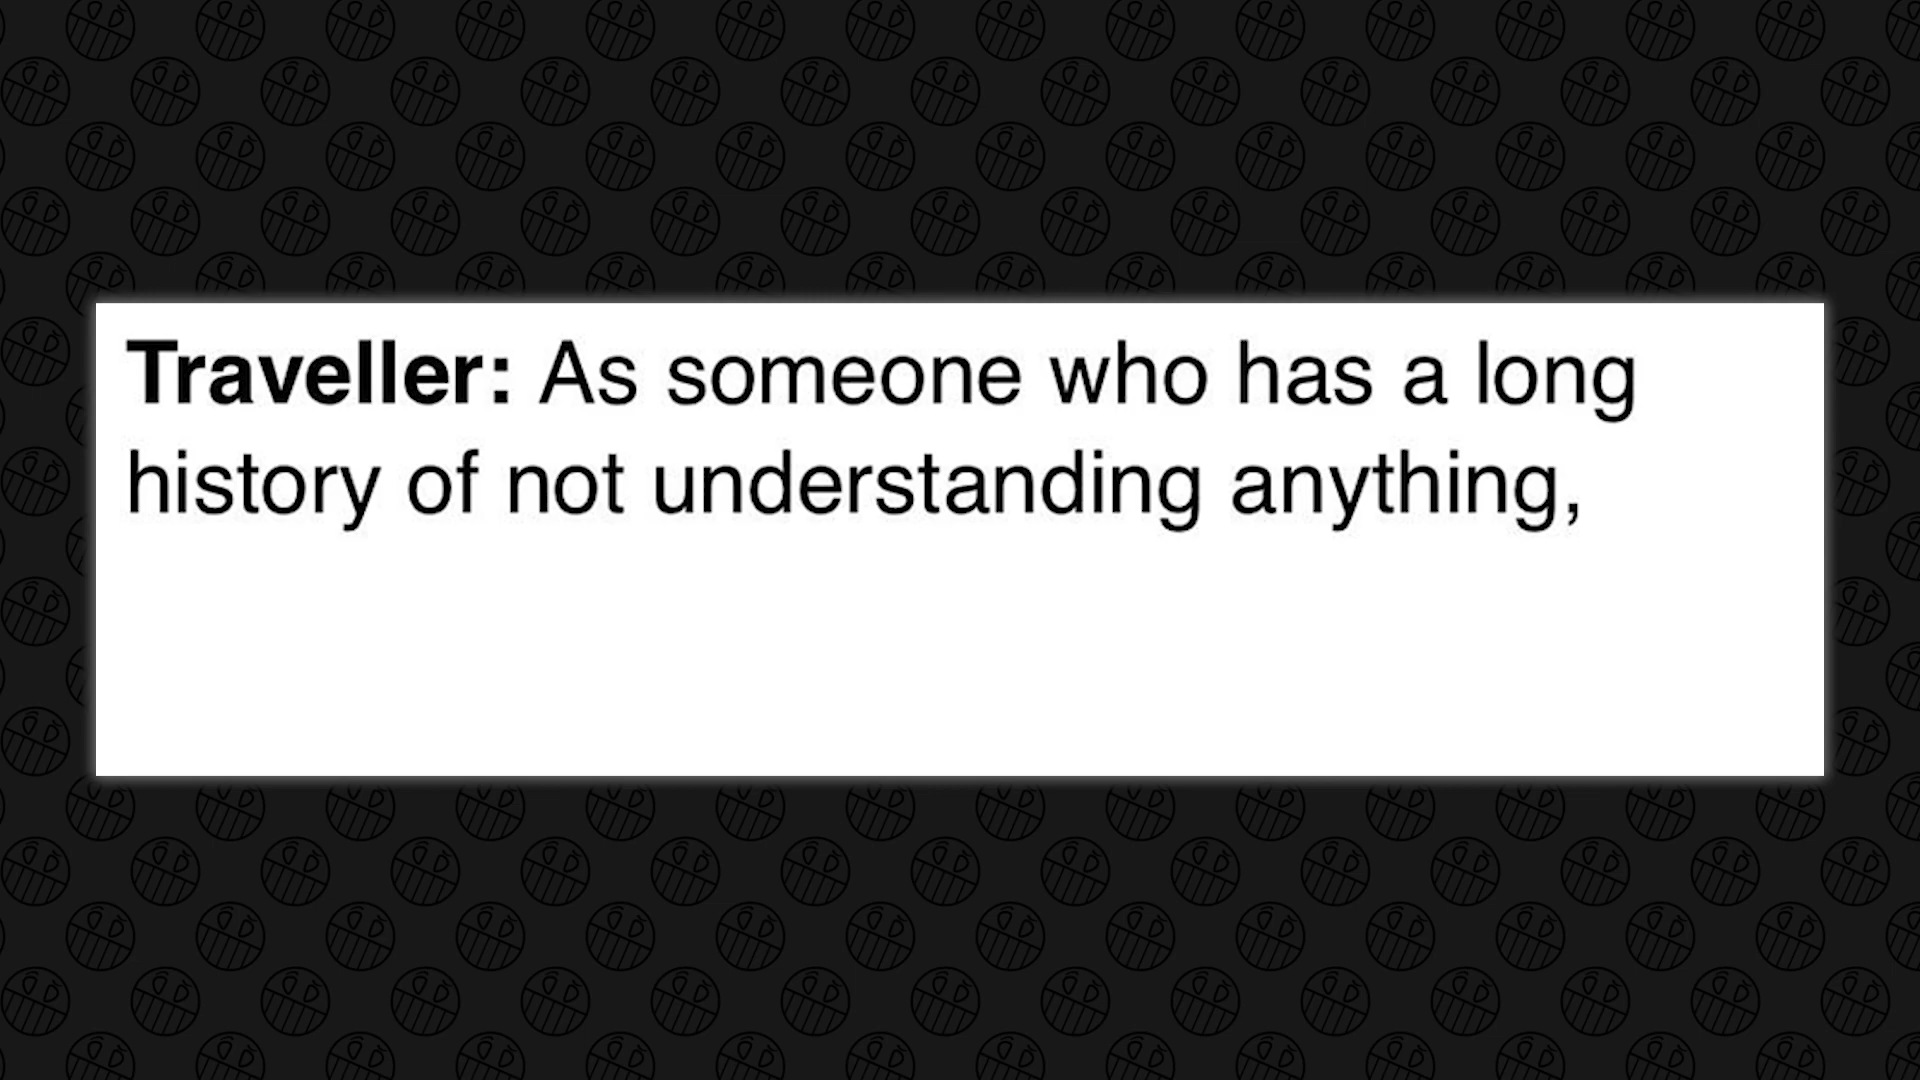 Traveller: As someone who has a long
history of not understanding anything,